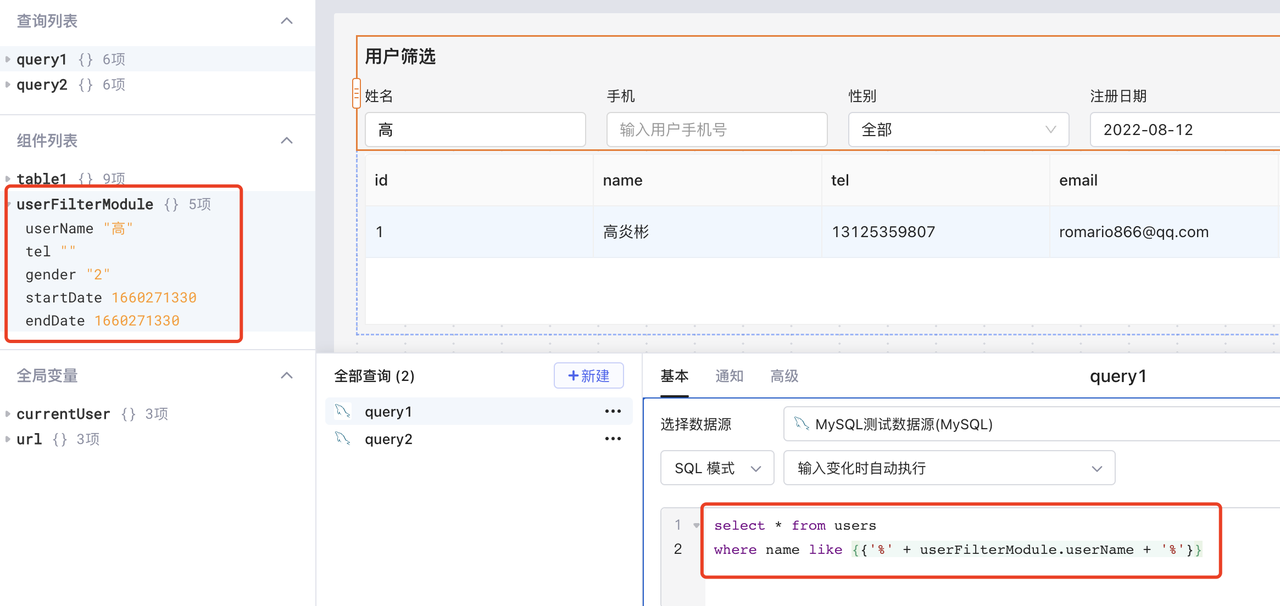 查询列表
query1 {} 6项
query2 {} 6项
组件列表
table1 {} 9项
userFilterModule {} 5项
userName "高"
tel ""
gender "2"
startDate 1660271330
endDate 1660271330
全局变量
currentUser {} 3项
url {} 3项
用户筛选
姓名 手机 性别 注册日期
高 输入用户手机号 全部 2022-08-12
id name tel email
1 高炎彬 13125359807 romario866@qq.com
全部查询 (2) +新建
query1 •••
query2 •••
基本 通知 高级 query1
选择数据源 MySQL测试数据源(MySQL)
SQL 模式 输入变化时自动执行
1 select * from users
2 where name like {{'%' + userFilterModule.userName + '%'}}